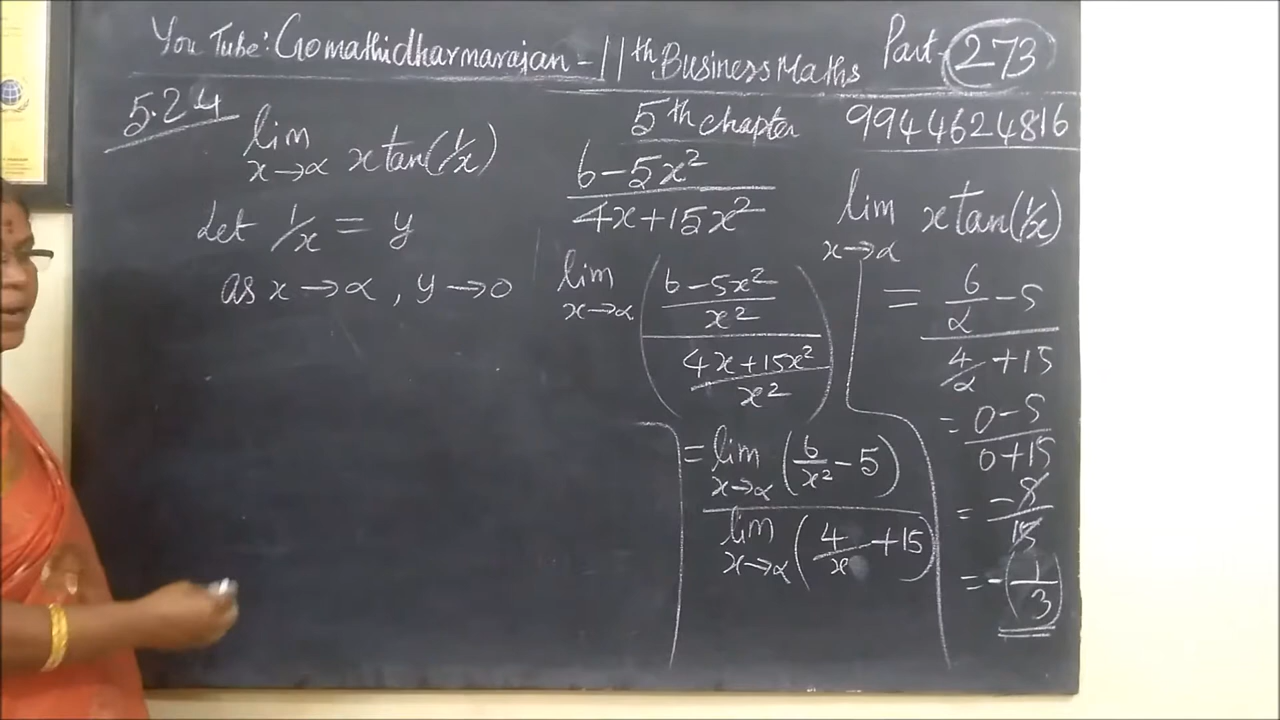 You Tube: Gomathidharmarajan - 11th Business Maths Part - 273
5.24
5th chapter 9944624816
lim x→α x tan(1/x)
Let 1/x = y
as x → α , y → 0
6 - 5x²
4x + 15x²
lim x→α ( (6 - 5x²)/x² / (4x + 15x²)/x² )
= lim x→α (6/x² - 5)
lim x→α (4/x + 15)
lim x→α x tan(1/x)
= 6/α - 5
4/α + 15
= 0 - 5
0 + 15
= -5/15
= -(1/3)